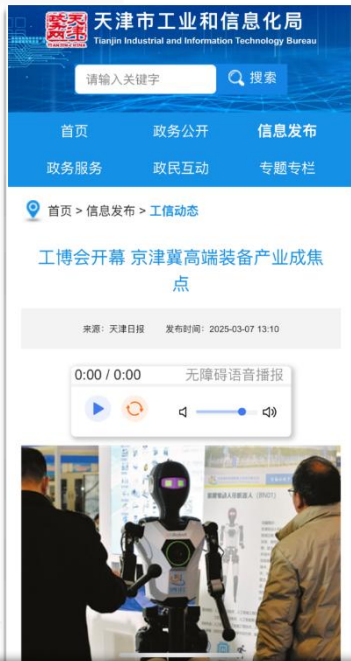 天津市工业和信息化局
Tianjin Industrial and Information Technology Bureau
请输入关键字
搜索
首页 政务公开 信息发布
政务服务 政民互动 专题专栏
首页 > 信息发布 > 工信动态
工博会开幕 京津冀高端装备产业成焦
点
来源：天津日报 发布时间：2025-03-07 13:10
0:00 / 0:00 无障碍语音播报